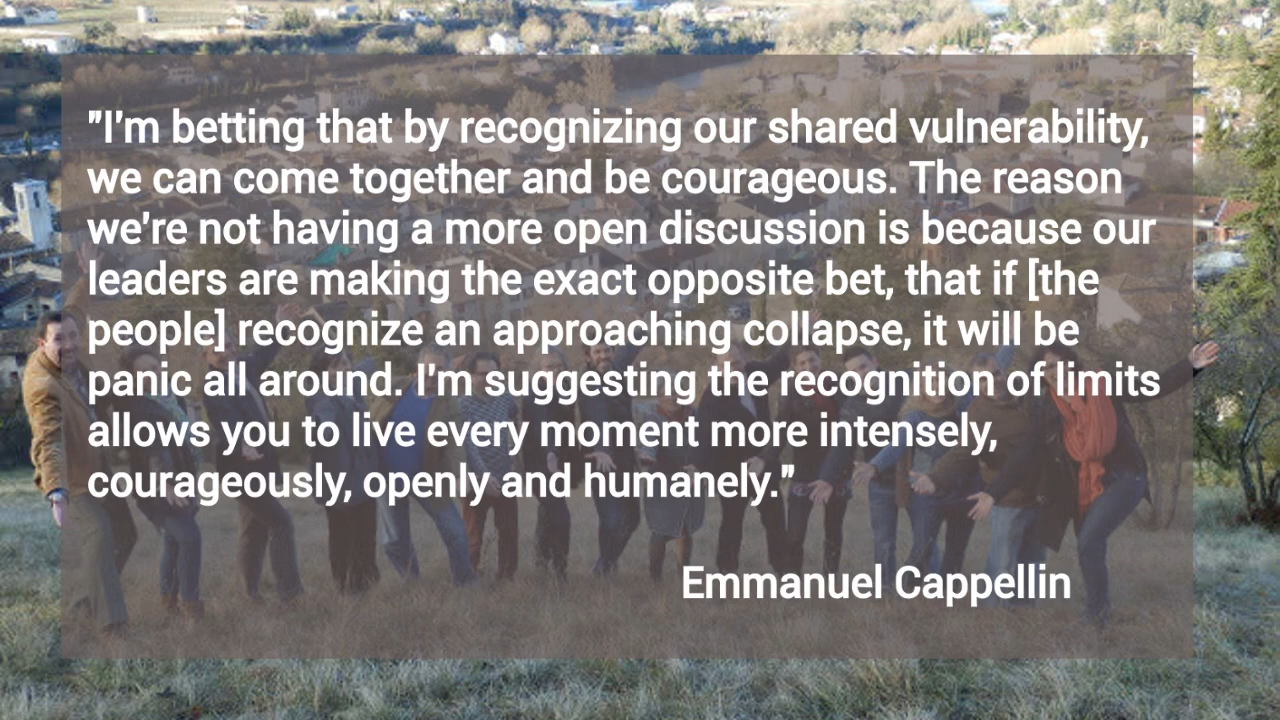 "I'm betting that by recognizing our shared vulnerability,
we can come together and be courageous. The reason
we're not having a more open discussion is because our
leaders are making the exact opposite bet, that if [the
people] recognize an approaching collapse, it will be
panic all around. I'm suggesting the recognition of limits
allows you to live every moment more intensely,
courageously, openly and humanely."
Emmanuel Cappellin